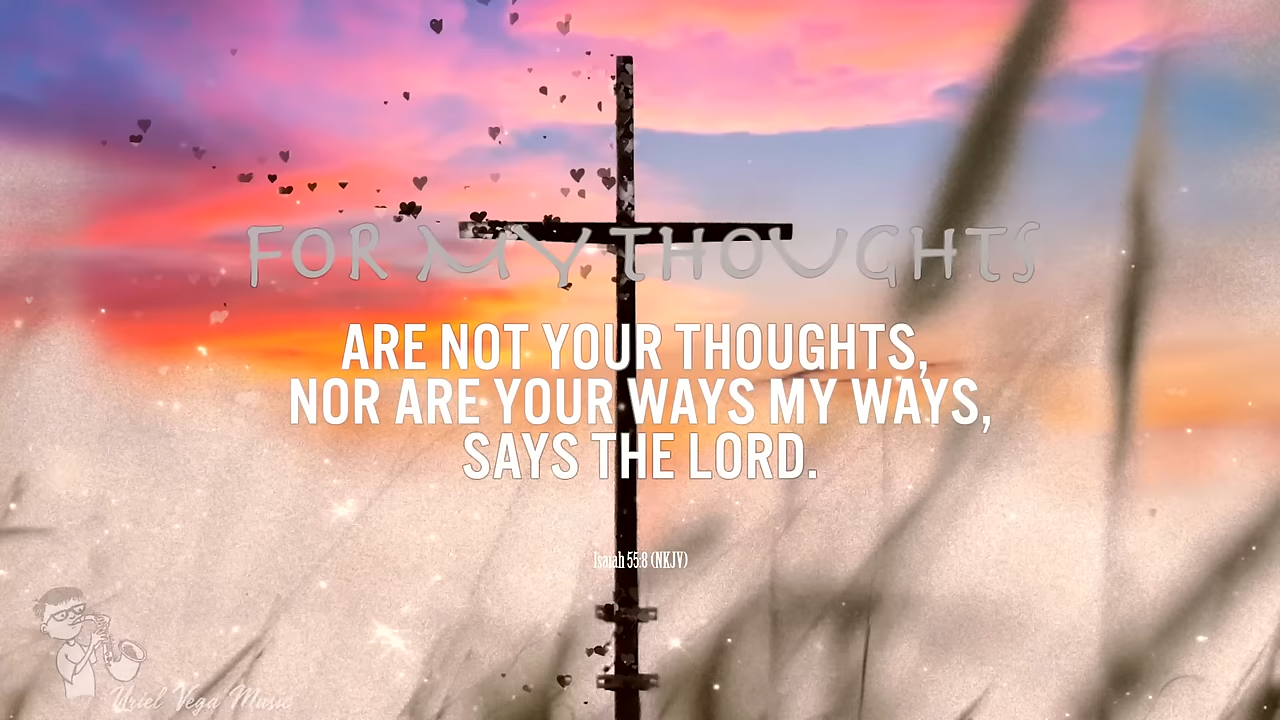 FOR MY THOUGHTS
ARE NOT YOUR THOUGHTS,
NOR ARE YOUR WAYS MY WAYS,
SAYS THE LORD.
Isaiah 55:8 (NKJV)
Uriel Vega Music